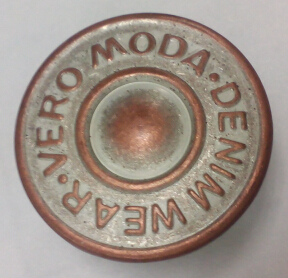 VERO MODA · DENIM WEAR ·